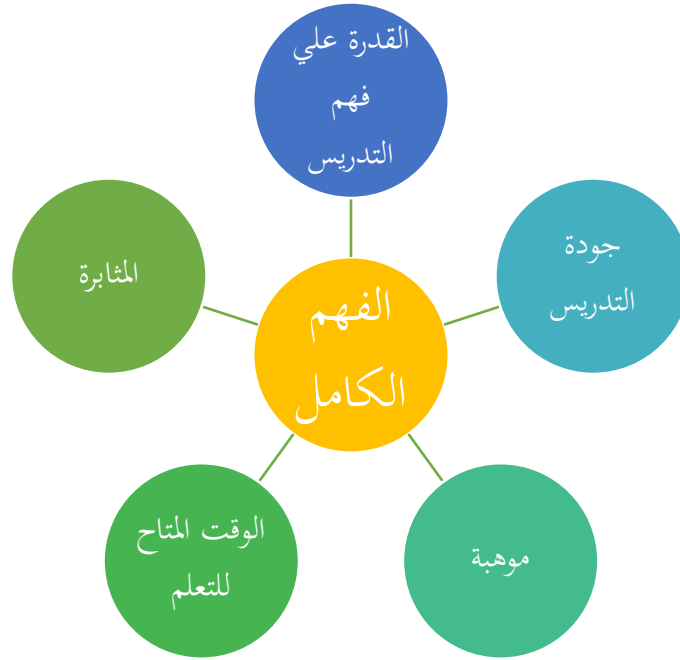 القدرة علي
فهم
التدريس
جودة
التدريس
موهبة
الوقت المتاح
للتعلم
المثابرة
الفهم
الكامل